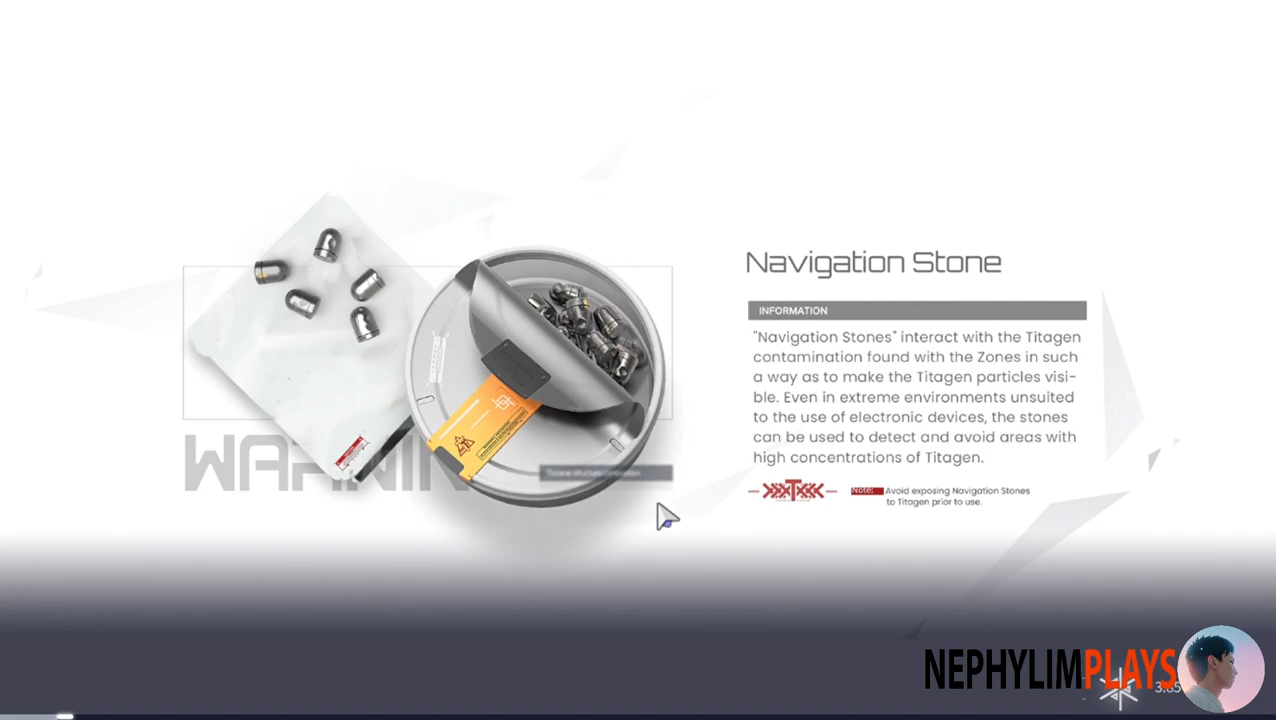 Navigation Stone
INFORMATION
"Navigation Stones" interact with the Titagen
contamination found with the Zones in such
a way as to make the Titagen particles visi-
ble. Even in extreme environments unsuited
to the use of electronic devices, the stones
can be used to detect and avoid areas with
high concentrations of Titagen.
Note: Avoid exposing Navigation Stones
to Titagen prior to use.
NEPHYLIMPLAYS